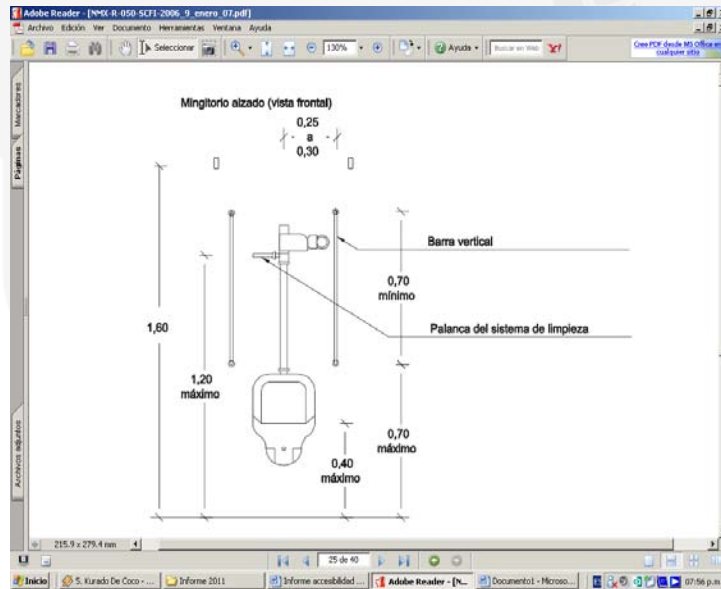 Adobe Reader - [NMX-R-050-SCFI-2006_9_enero_07.pdf]
Archivo Edición Ver Documento Herramientas Ventana Ayuda
Seleccionar 130% Ayuda Buscar en Web Y!
Cree PDF desde MS Office en cualquier sitio
Marcadores
Páginas
Archivos adjuntos
Mingitorio alzado (vista frontal)
0,25
a
0,30
Barra vertical
0,70
mínimo
Palanca del sistema de limpieza
1,60
1,20
máximo
0,70
máximo
0,40
máximo
215.9 x 279.4 mm
25 de 40
Inicio S. Kurado De Coco - ... Informe 2011 Informe accesibilidad ... Adobe Reader - [N... Documento1 - Microso... 07:56 p.m.